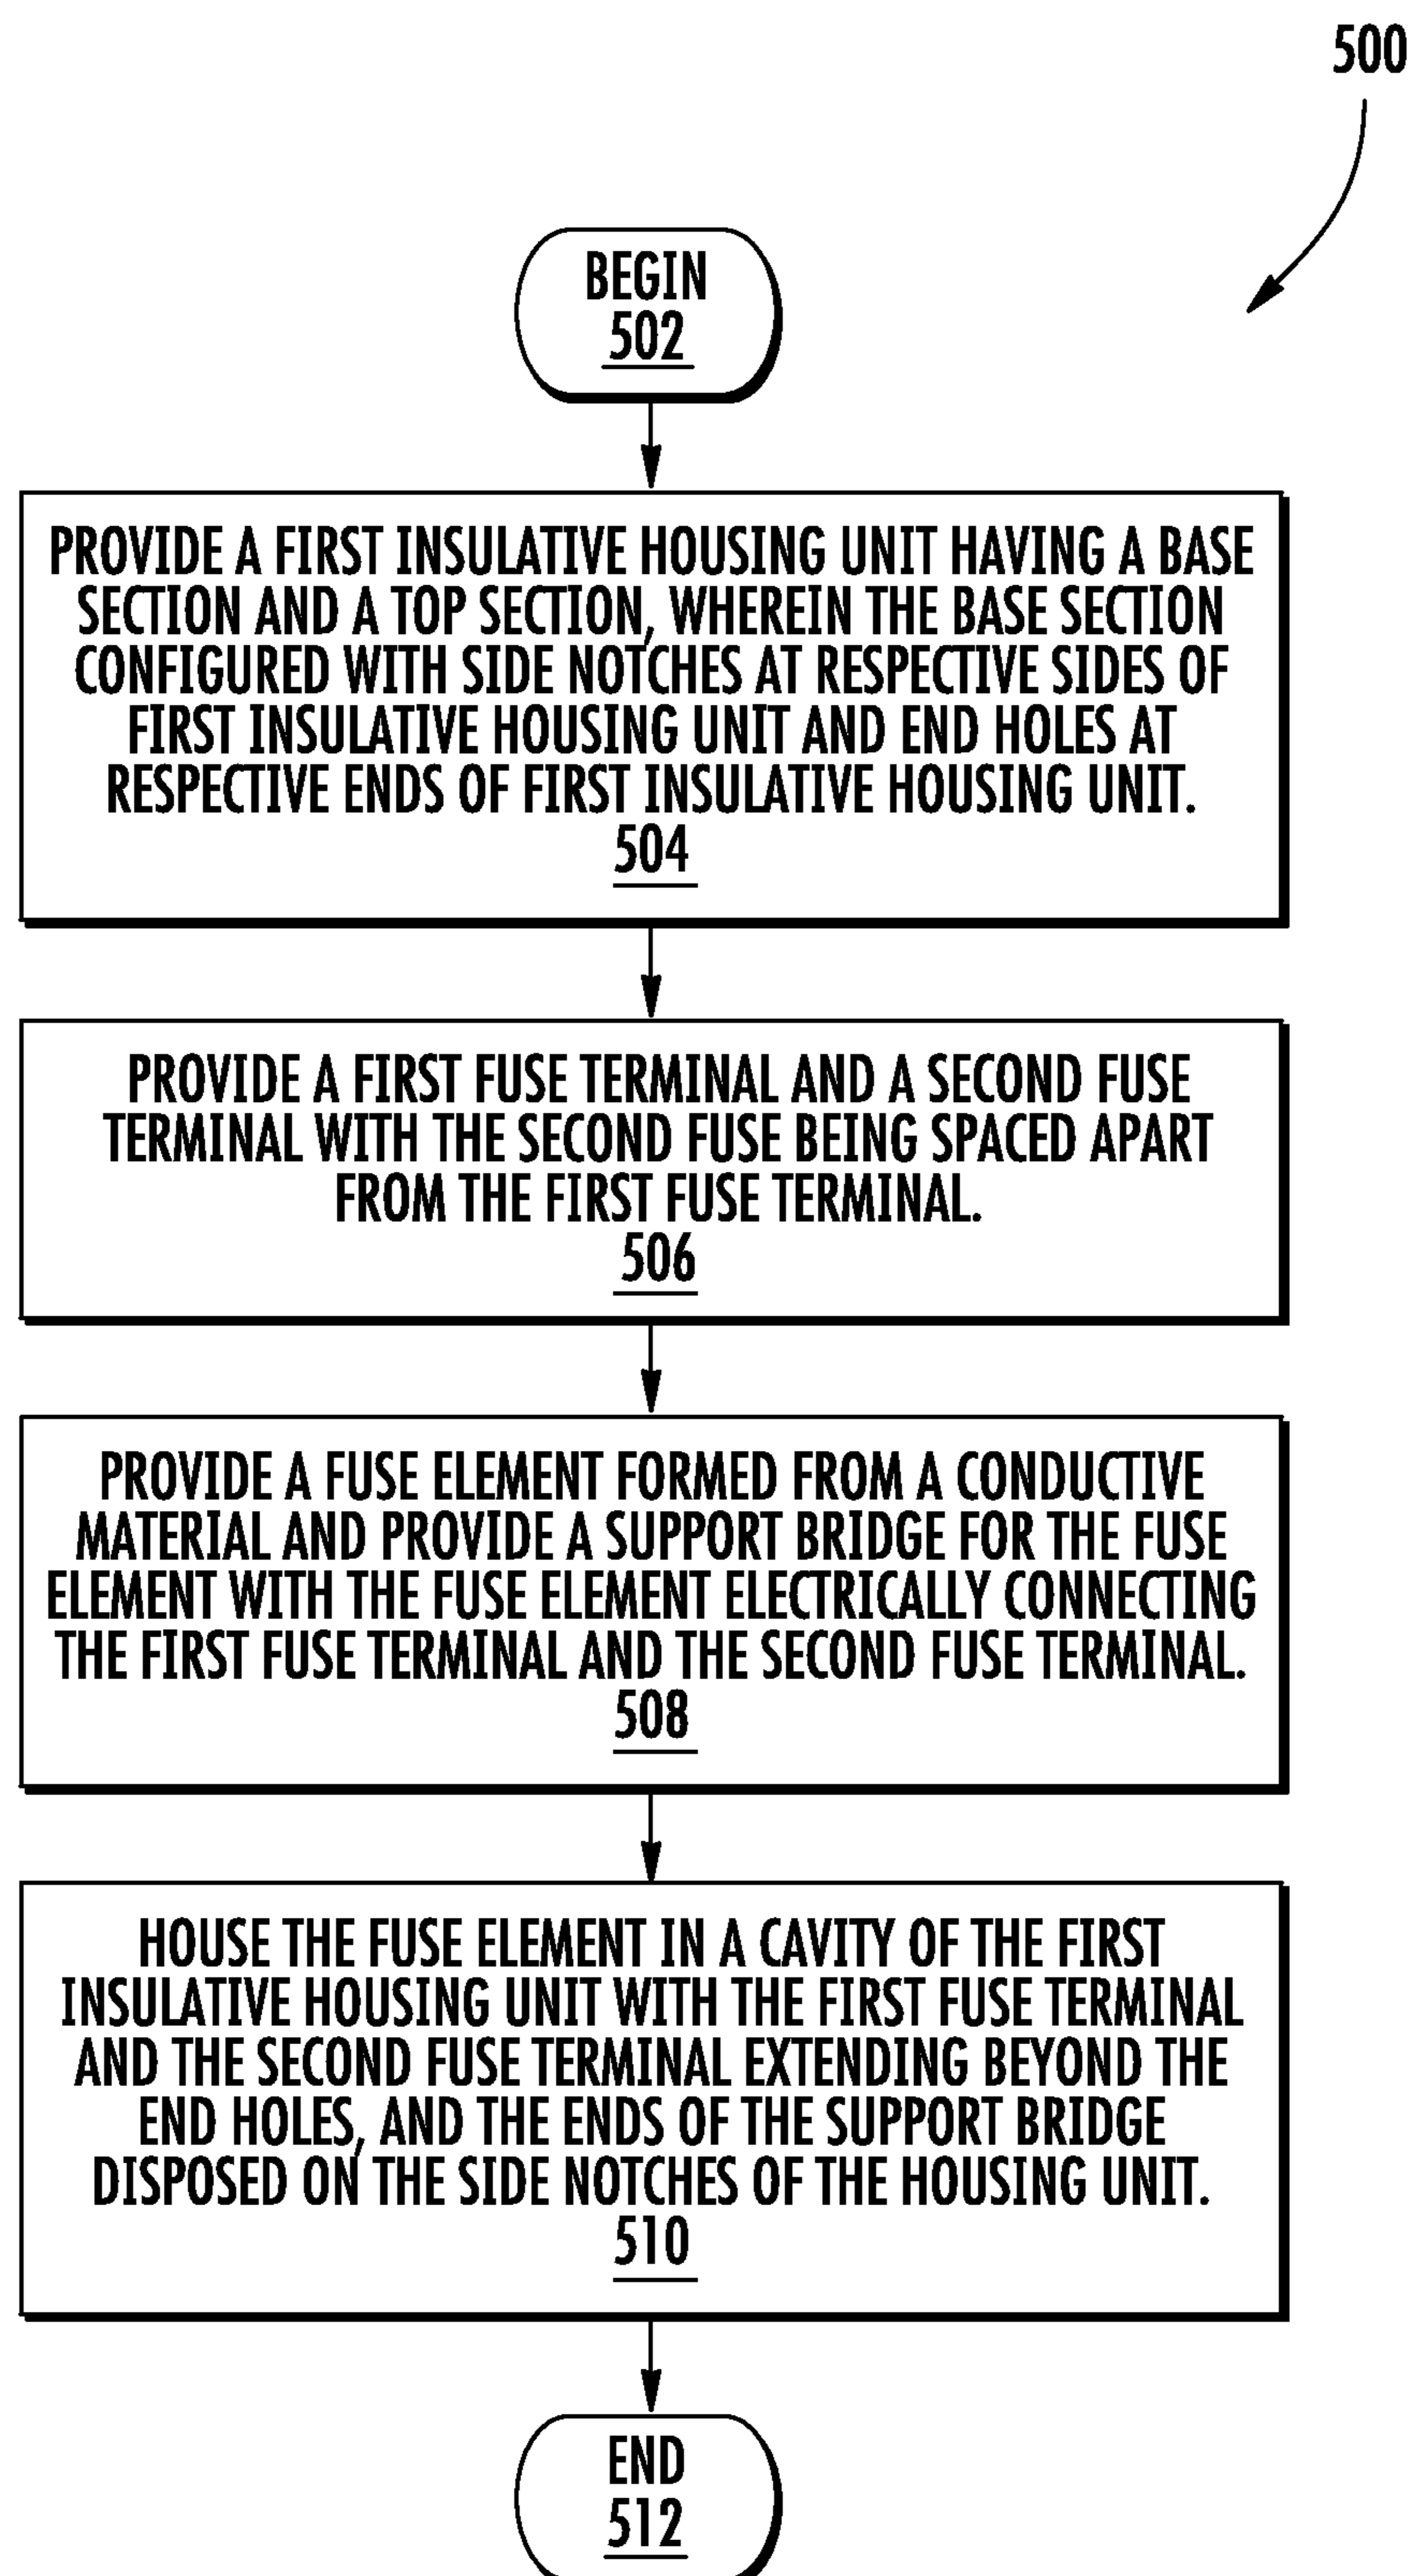 500
BEGIN
502
PROVIDE A FIRST INSULATIVE HOUSING UNIT HAVING A BASE
SECTION AND A TOP SECTION, WHEREIN THE BASE SECTION
CONFIGURED WITH SIDE NOTCHES AT RESPECTIVE SIDES OF
FIRST INSULATIVE HOUSING UNIT AND END HOLES AT
RESPECTIVE ENDS OF FIRST INSULATIVE HOUSING UNIT.
504
PROVIDE A FIRST FUSE TERMINAL AND A SECOND FUSE
TERMINAL WITH THE SECOND FUSE BEING SPACED APART
FROM THE FIRST FUSE TERMINAL.
506
PROVIDE A FUSE ELEMENT FORMED FROM A CONDUCTIVE
MATERIAL AND PROVIDE A SUPPORT BRIDGE FOR THE FUSE
ELEMENT WITH THE FUSE ELEMENT ELECTRICALLY CONNECTING
THE FIRST FUSE TERMINAL AND THE SECOND FUSE TERMINAL.
508
HOUSE THE FUSE ELEMENT IN A CAVITY OF THE FIRST
INSULATIVE HOUSING UNIT WITH THE FIRST FUSE TERMINAL
AND THE SECOND FUSE TERMINAL EXTENDING BEYOND THE
END HOLES, AND THE ENDS OF THE SUPPORT BRIDGE
DISPOSED ON THE SIDE NOTCHES OF THE HOUSING UNIT.
510
END
512